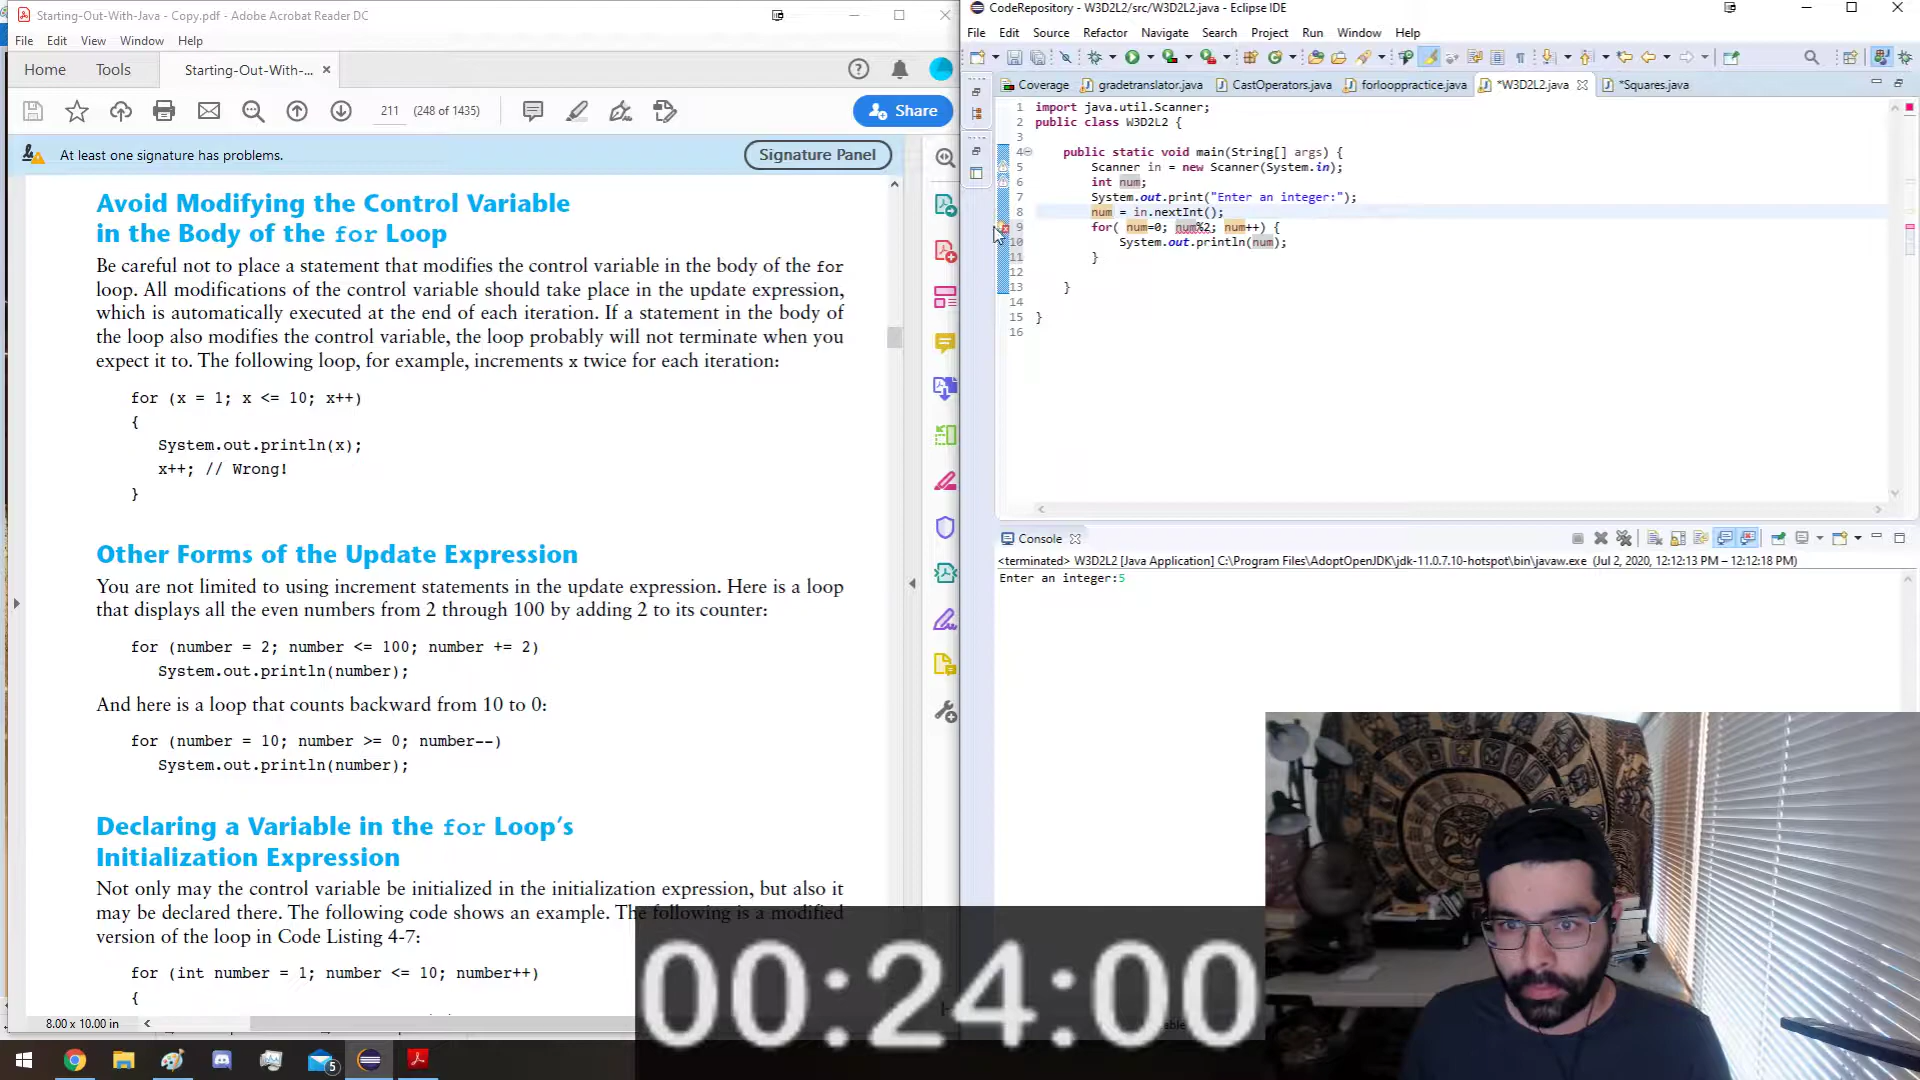 Starting-Out-With-Java - Copy.pdf - Adobe Acrobat Reader DC
File Edit View Window Help
Home Tools Starting-Out-With-...
211 (248 of 1435) Share
At least one signature has problems. Signature Panel
Avoid Modifying the Control Variable
in the Body of the for Loop
Be careful not to place a statement that modifies the control variable in the body of the for
loop. All modifications of the control variable should take place in the update expression,
which is automatically executed at the end of each iteration. If a statement in the body of
the loop also modifies the control variable, the loop probably will not terminate when you
expect it to. The following loop, for example, increments x twice for each iteration:
for (x = 1; x <= 10; x++)
{
System.out.println(x);
x++; // Wrong!
}
Other Forms of the Update Expression
You are not limited to using increment statements in the update expression. Here is a loop
that displays all the even numbers from 2 through 100 by adding 2 to its counter:
for (number = 2; number <= 100; number += 2)
System.out.println(number);
And here is a loop that counts backward from 10 to 0:
for (number = 10; number >= 0; number--)
System.out.println(number);
Declaring a Variable in the for Loop's
Initialization Expression
Not only may the control variable be initialized in the initialization expression, but also it
may be declared there. The following code shows an example. The following is a modified
version of the loop in Code Listing 4-7:
for (int number = 1; number <= 10; number++)
{
8.00 x 10.00 in
CodeRepository - W3D2L2/src/W3D2L2.java - Eclipse IDE
File Edit Source Refactor Navigate Search Project Run Window Help
Coverage gradetranslator.java CastOperators.java forlooppractice.java *W3D2L2.java *Squares.java
1 import java.util.Scanner;
2 public class W3D2L2 {
3
4 public static void main(String[] args) {
5 Scanner in = new Scanner(System.in);
6 int num;
7 System.out.print("Enter an integer:");
8 num = in.nextInt();
9 for( num=0; num%2; num++) {
10 System.out.println(num);
11 }
12
13 }
14
15 }
16
Console
<terminated> W3D2L2 [Java Application] C:\Program Files\AdoptOpenJDK\jdk-11.0.7.10-hotspot\bin\javaw.exe (Jul 2, 2020, 12:12:13 PM – 12:12:18 PM)
Enter an integer:5
00:24:00
5